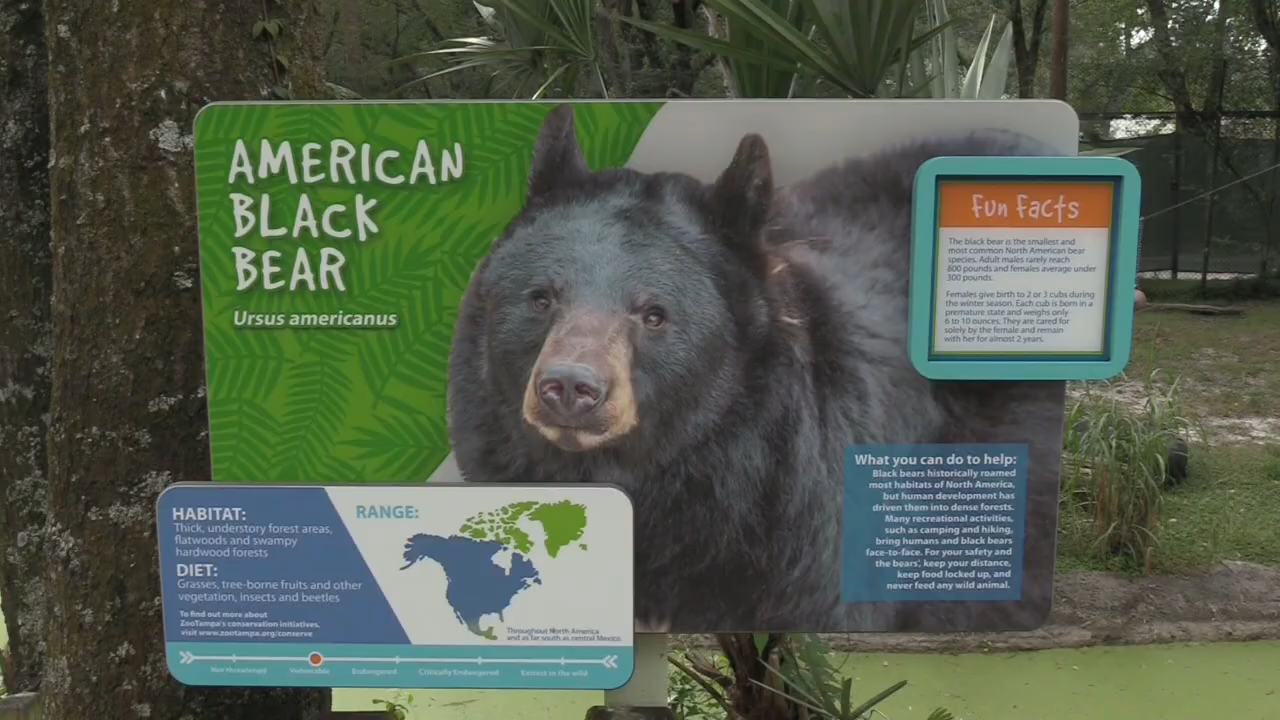 AMERICAN
BLACK
BEAR
Ursus americanus
Fun Facts
The black bear is the smallest and
most common North American bear
species. Adult males rarely reach
800 pounds and females average under
300 pounds.
Females give birth to 2 or 3 cubs during
the winter season. Each cub is born in a
premature state and weighs only
6 to 10 ounces. They are cared for
solely by the female and remain
with her for almost 2 years.
What you can do to help:
Black bears historically roamed
most habitats of North America,
but human development has
driven them into dense forests.
Many recreational activities,
such as camping and hiking,
bring humans and black bears
face-to-face. For your safety and
the bears', keep your distance,
keep food locked up, and
never feed any wild animal.
HABITAT:
Thick, understory forest areas,
flatwoods and swampy
hardwood forests
DIET:
Grasses, tree-borne fruits and other
vegetation, insects and beetles
To find out more about
ZooTampa's conservation initiatives,
visit www.zootampa.org/conserve
RANGE:
Throughout North America
and as far south as central Mexico
Not threatened
Vulnerable
Endangered
Critically Endangered
Extinct in the wild